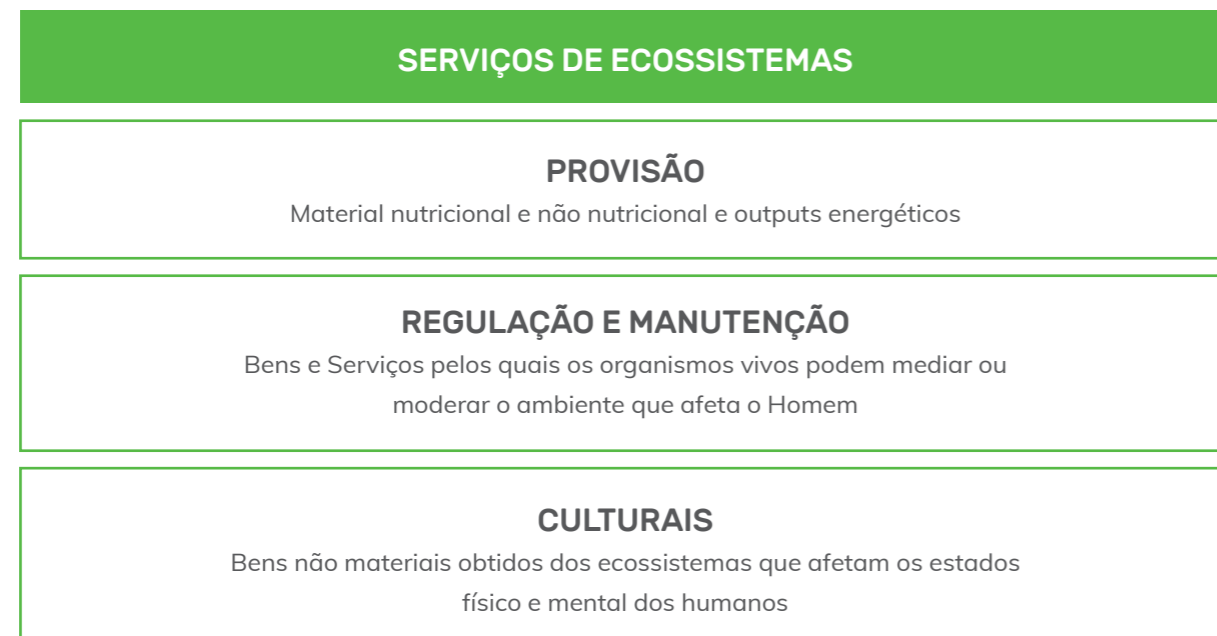 SERVIÇOS DE ECOSSISTEMAS
PROVISÃO
Material nutricional e não nutricional e outputs energéticos
REGULAÇÃO E MANUTENÇÃO
Bens e Serviços pelos quais os organismos vivos podem mediar ou
moderar o ambiente que afeta o Homem
CULTURAIS
Bens não materiais obtidos dos ecossistemas que afetam os estados
físico e mental dos humanos